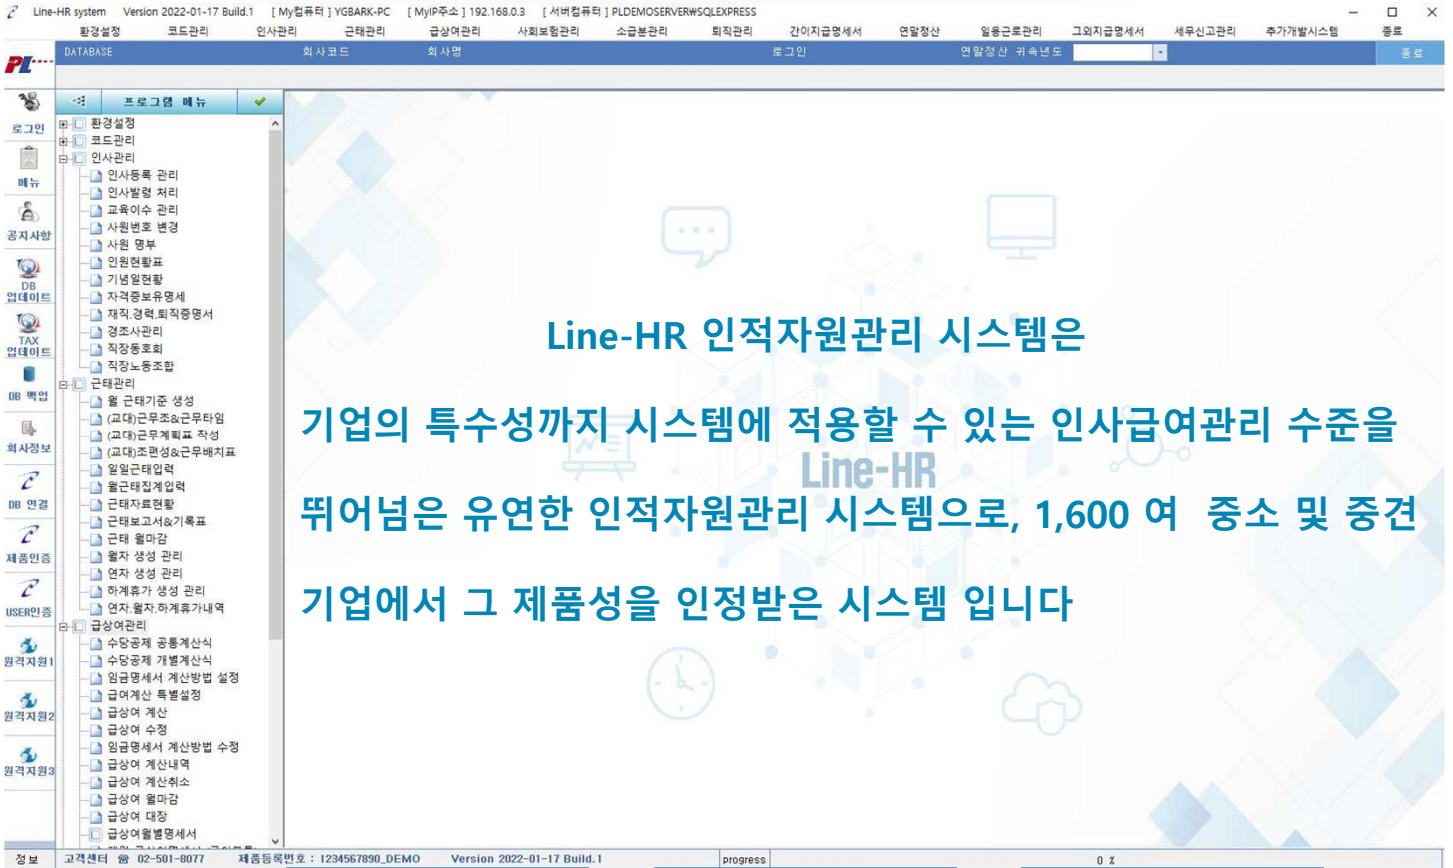 Line-HR system Version 2022-01-17 Build.1 [ My컴퓨터 ] YGBARK-PC [ MyIP주소 ] 192.168.0.3 [ 서버컴퓨터 ] PLDEMOSERVER₩SQLEXPRESS
환경설정 코드관리 인사관리 근태관리 급상여관리 사회보험관리 소급분관리 퇴직관리 간이지급명세서 연말정산 일용근로관리 그외지급명세서 세무신고관리 추가개발시스템 종료
PL DATABASE 회사코드 회사명 로그인 연말정산 귀속년도 종료
로그인
메뉴
공지사항
DB
업데이트
TAX
업데이트
DB 백업
회사정보
DB 연결
제품인증
USER인증
원격지원1
원격지원2
원격지원3
프로그램 메뉴
환경설정
코드관리
인사관리
인사등록 관리
인사발령 처리
교육이수 관리
사원번호 변경
사원 명부
인원현황표
기념일현황
자격증보유명세
재직.경력.퇴직증명서
경조사관리
직장동호회
직장노동조합
근태관리
월 근태기준 생성
(교대)근무조&근무타임
(교대)근무계획표 작성
(교대)조편성&근무배치표
일일근태입력
월근태집계입력
근태자료현황
근태보고서&기록표
근태 월마감
월차 생성 관리
연차 생성 관리
하계휴가 생성 관리
연차.월차.하계휴가내역
급상여관리
수당공제 공통계산식
수당공제 개별계산식
임금명세서 계산방법 설정
급여계산 특별설정
급상여 계산
급상여 수정
임금명세서 계산방법 수정
급상여 계산내역
급상여 계산취소
급상여 월마감
급상여 대장
급상여월별명세서
Line-HR 인적자원관리 시스템은
기업의 특수성까지 시스템에 적용할 수 있는 인사급여관리 수준을
Line-HR
뛰어넘은 유연한 인적자원관리 시스템으로, 1,600 여 중소 및 중견
기업에서 그 제품성을 인정받은 시스템 입니다
정보 고객센터 ☎ 02-501-8077 제품등록번호 : 1234567890_DEMO Version 2022-01-17 Build.1 progress 0 %